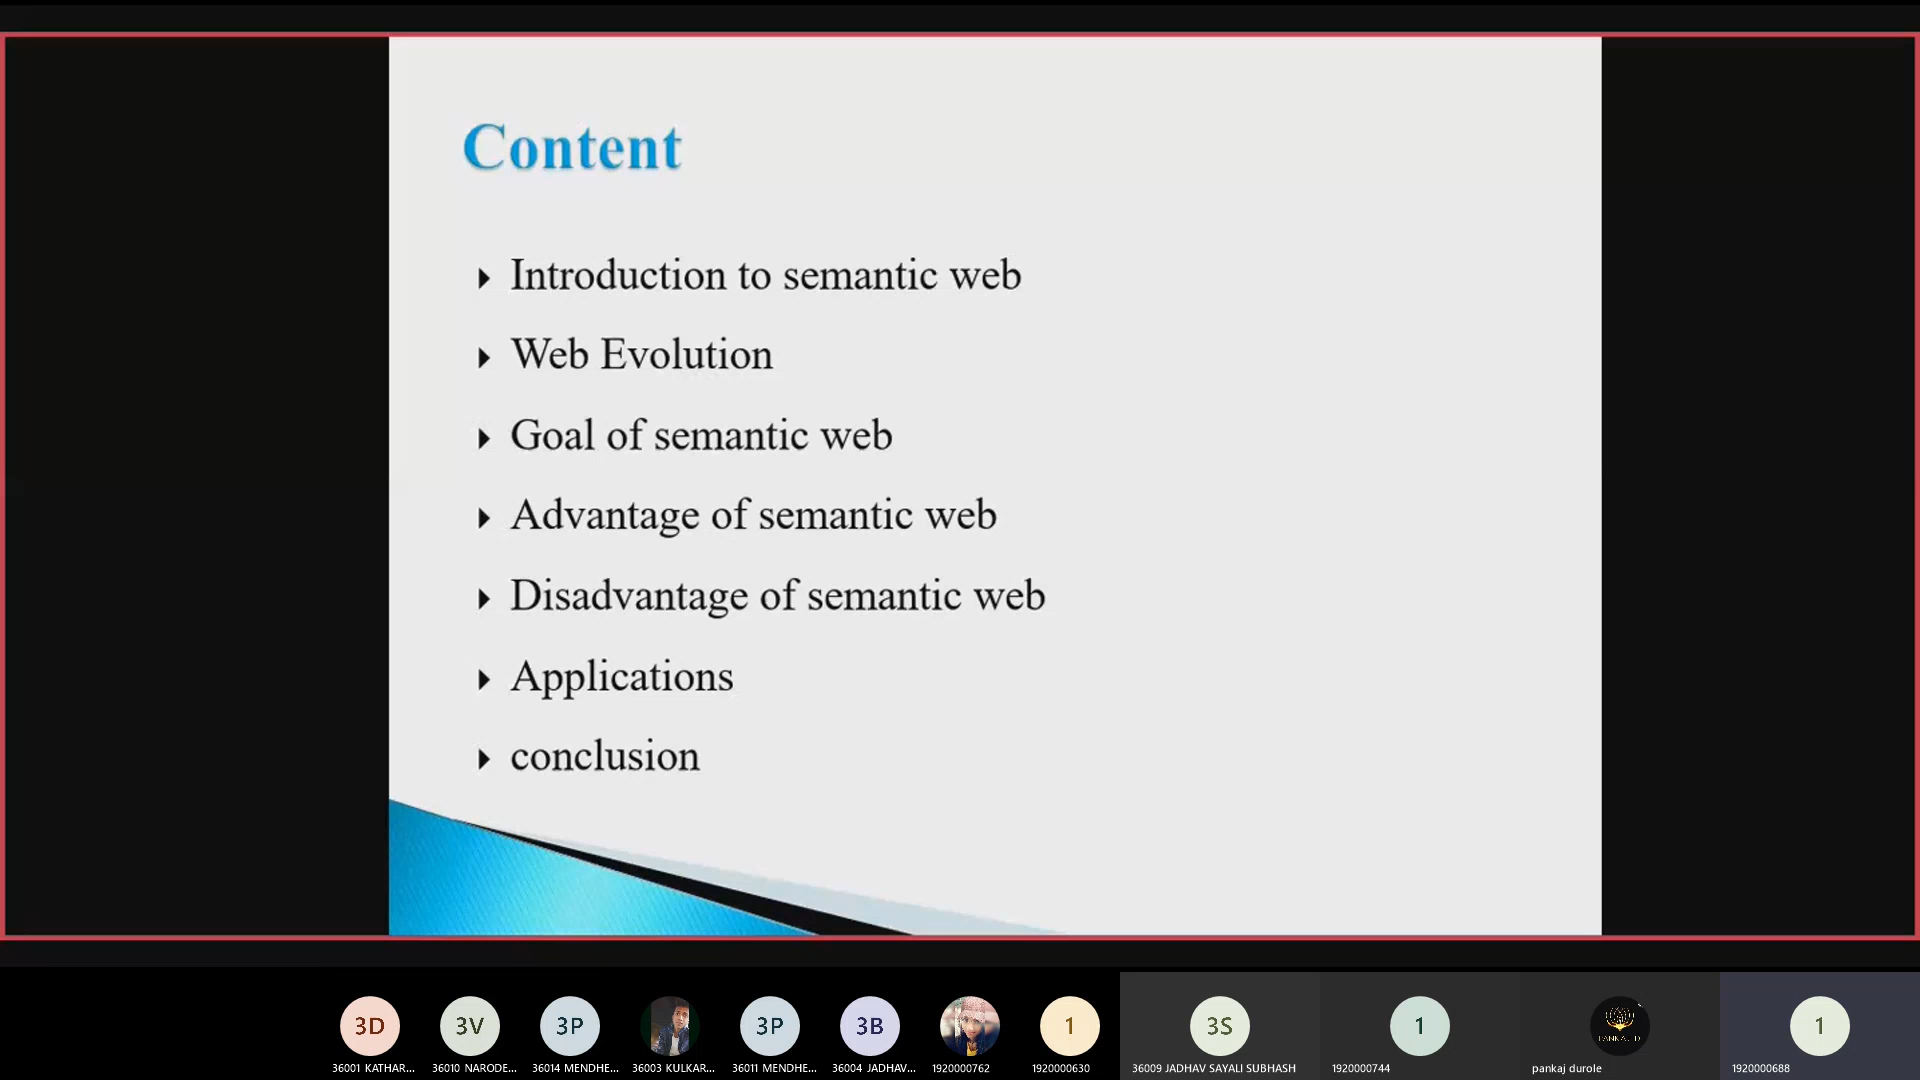 Content
Introduction to semantic web
Web Evolution
Goal of semantic web
Advantage of semantic web
Disadvantage of semantic web
Applications
conclusion
3D
3V
3P
3P
3B
1
3S
1
PANKAJ D
1
36001 KATHAR...
36010 NARODE...
36014 MENDHE...
36003 KULKAR...
36011 MENDHE...
36004 JADHAV...
1920000762
1920000630
36009 JADHAV SAYALI SUBHASH
1920000744
pankaj durole
1920000688